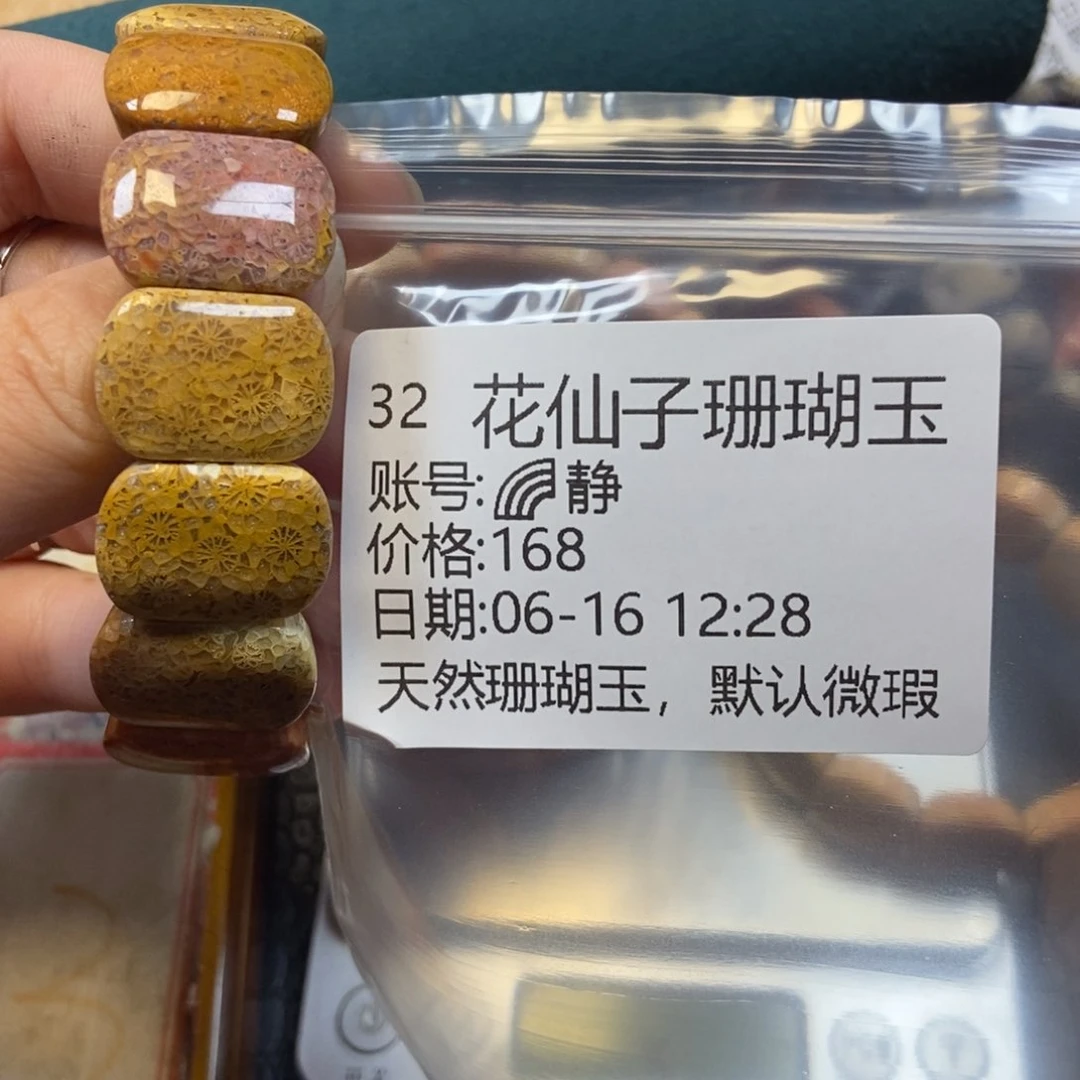 32 花仙子珊瑚玉
账号:🌈静
价格:168
日期:06-16 12:28
天然珊瑚玉，默认微瑕